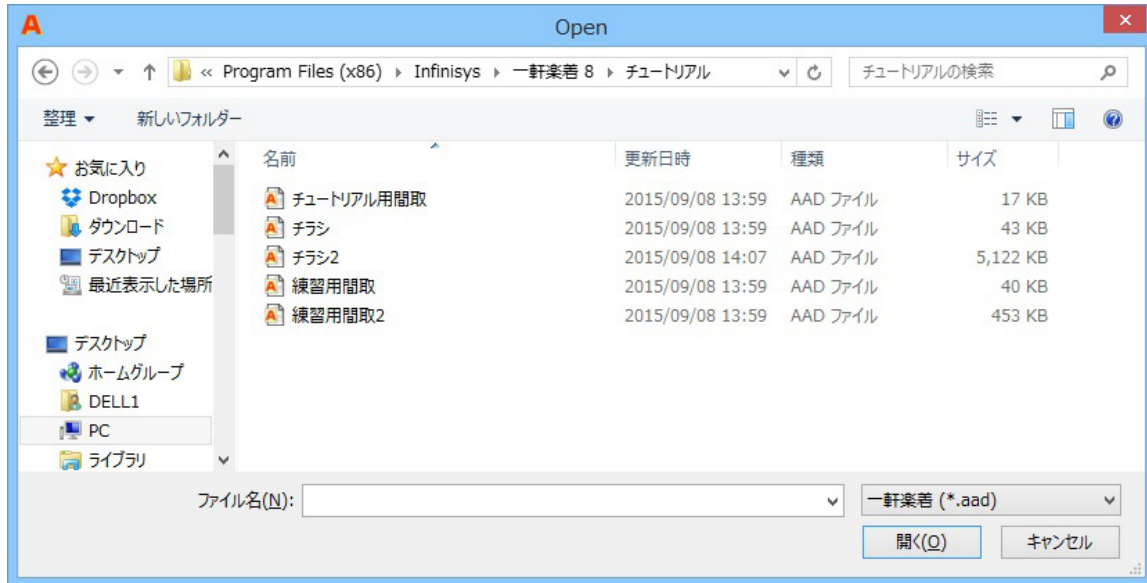 A Open ×
« Program Files (x86) ▸ Infinisys ▸ 一軒楽着 8 ▸ チュートリアル チュートリアルの検索
整理 ▼ 新しいフォルダー
お気に入り 名前 更新日時 種類 サイズ
Dropbox チュートリアル用間取 2015/09/08 13:59 AAD ファイル 17 KB
ダウンロード チラシ 2015/09/08 13:59 AAD ファイル 43 KB
デスクトップ チラシ2 2015/09/08 14:07 AAD ファイル 5,122 KB
最近表示した場所 練習用間取 2015/09/08 13:59 AAD ファイル 40 KB
練習用間取2 2015/09/08 13:59 AAD ファイル 453 KB
デスクトップ
ホームグループ
DELL1
PC
ライブラリ
ファイル名(N): 一軒楽着 (*.aad)
開く(O) キャンセル